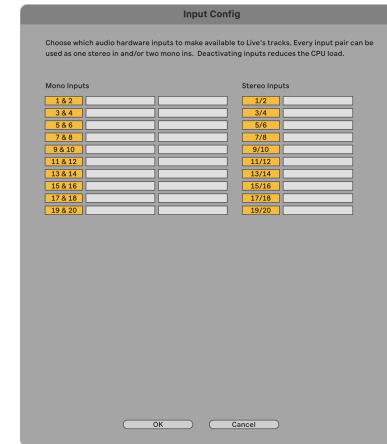 Input Config
Choose which audio hardware inputs to make available to Live's tracks. Every input pair can be
used as one stereo in and/or two mono ins. Deactivating inputs reduces the CPU load.
Mono Inputs
1 & 2
3 & 4
5 & 6
7 & 8
9 & 10
11 & 12
13 & 14
15 & 16
17 & 18
19 & 20
Stereo Inputs
1/2
3/4
5/6
7/8
9/10
11/12
13/14
15/16
17/18
19/20
OK
Cancel